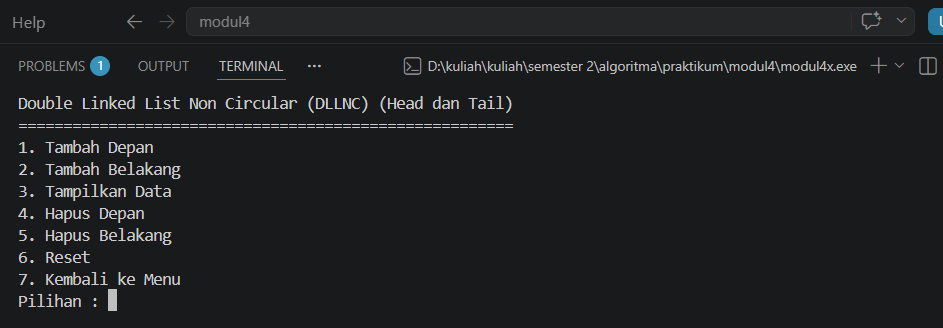 Help
modul4
PROBLEMS 1 OUTPUT TERMINAL ··· D:\kuliah\kuliah\semester 2\algoritma\praktikum\modul4\modul4x.exe
Double Linked List Non Circular (DLLNC) (Head dan Tail)
=======================================================
1. Tambah Depan
2. Tambah Belakang
3. Tampilkan Data
4. Hapus Depan
5. Hapus Belakang
6. Reset
7. Kembali ke Menu
Pilihan :